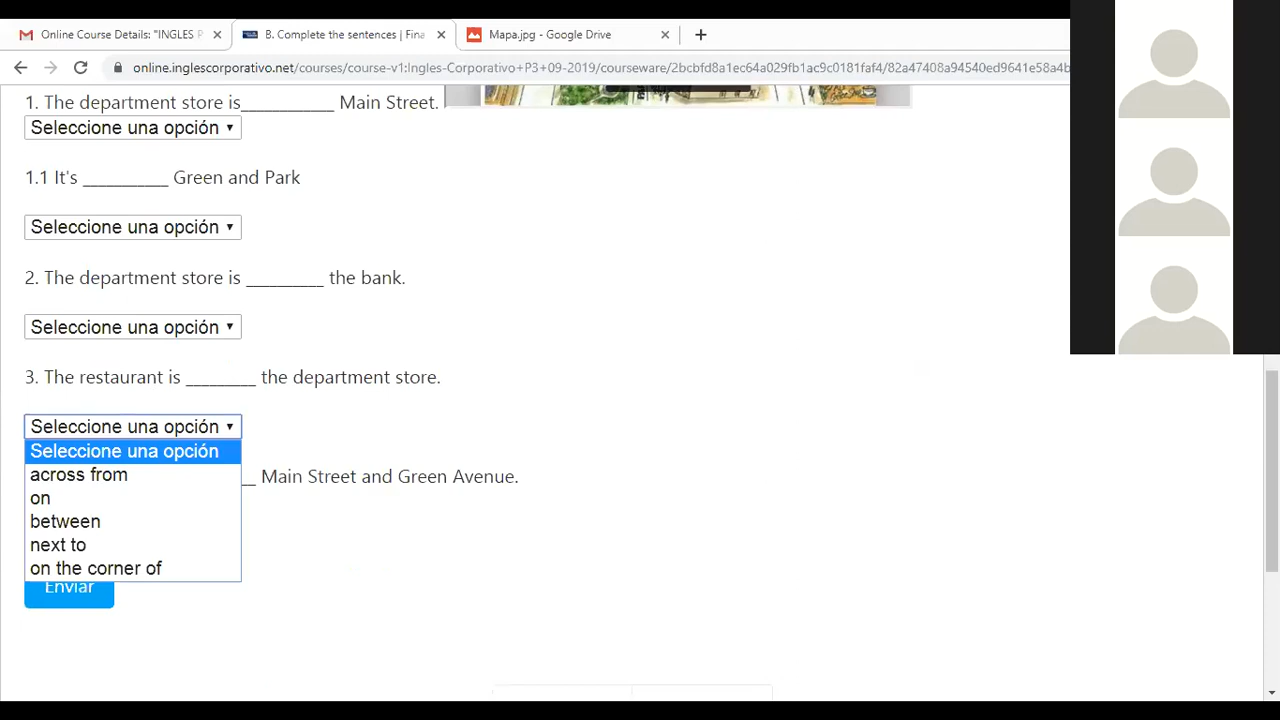 Online Course Details: "INGLES P
B. Complete the sentences | Fina
Mapa.jpg - Google Drive
online.inglescorporativo.net/courses/course-v1:Ingles-Corporativo+P3+09-2019/courseware/2bcbfd8a1ec64a029fb1ac9c0181faf4/82a47408a94540ed9641e58a4b
1. The department store is___________ Main Street.
Seleccione una opción
1.1 It's __________ Green and Park
Seleccione una opción
2. The department store is _________ the bank.
Seleccione una opción
3. The restaurant is ________ the department store.
Seleccione una opción
Seleccione una opción
across from
__ Main Street and Green Avenue.
on
between
next to
on the corner of
Enviar